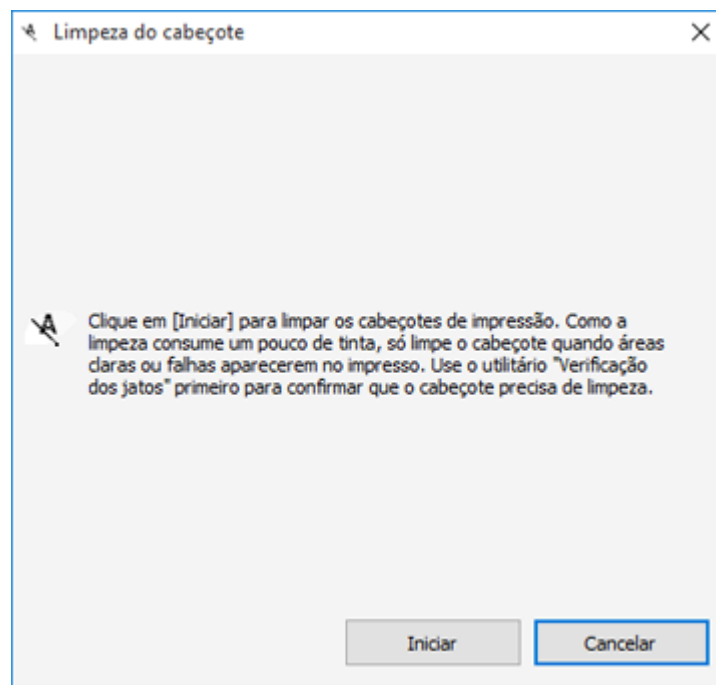 Limpeza do cabeçote
Clique em [Iniciar] para limpar os cabeçotes de impressão. Como a
limpeza consume um pouco de tinta, só limpe o cabeçote quando áreas
claras ou falhas aparecerem no impresso. Use o utilitário "Verificação
dos jatos" primeiro para confirmar que o cabeçote precisa de limpeza.
Iniciar
Cancelar